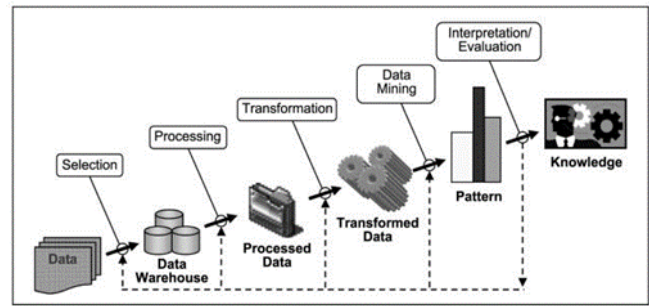 Interpretation/
Evaluation
Data
Mining
Transformation
Processing
Selection
Knowledge
Pattern
Transformed
Data
Processed
Data
Data
Warehouse
Data